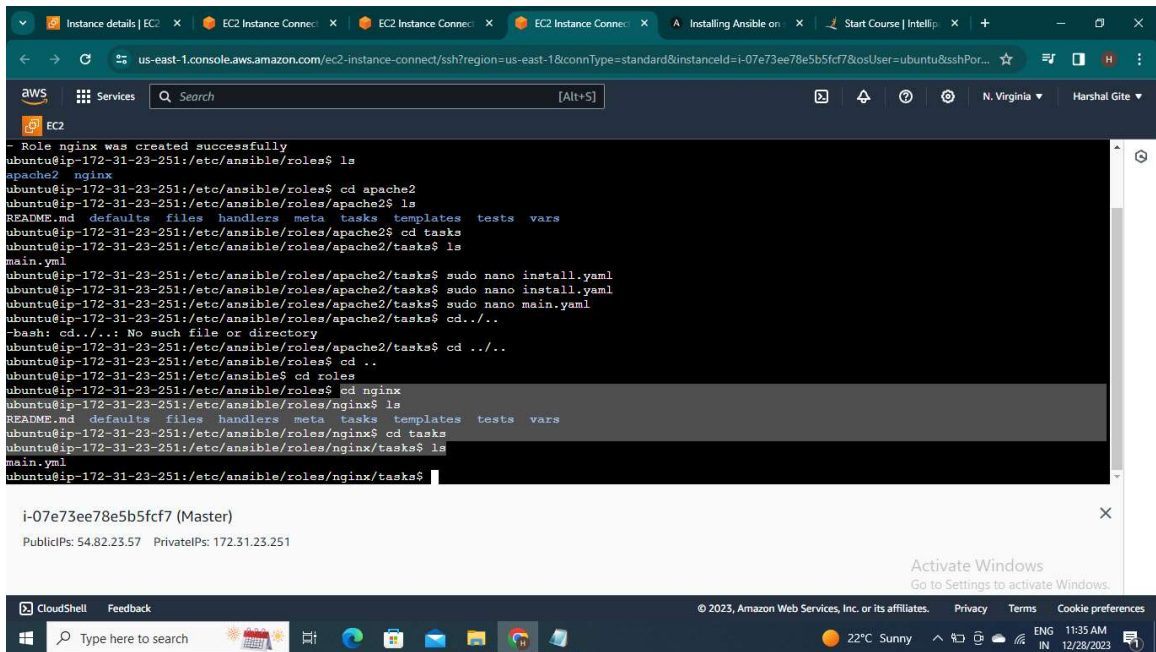 Instance details | EC2
EC2 Instance Connect
EC2 Instance Connect
EC2 Instance Connect
Installing Ansible on
Start Course | Intellip
us-east-1.console.aws.amazon.com/ec2-instance-connect/ssh?region=us-east-1&connType=standard&instanceId=i-07e73ee78e5b5fcf7&osUser=ubuntu&sshPor...
H
aws
Services
Search
[Alt+S]
N. Virginia
Harshal Gite
EC2
- Role nginx was created successfully
ubuntu@ip-172-31-23-251:/etc/ansible/roles$ ls
apache2 nginx
ubuntu@ip-172-31-23-251:/etc/ansible/roles$ cd apache2
ubuntu@ip-172-31-23-251:/etc/ansible/roles/apache2$ ls
README.md defaults files handlers meta tasks templates tests vars
ubuntu@ip-172-31-23-251:/etc/ansible/roles/apache2$ cd tasks
ubuntu@ip-172-31-23-251:/etc/ansible/roles/apache2/tasks$ ls
main.yml
ubuntu@ip-172-31-23-251:/etc/ansible/roles/apache2/tasks$ sudo nano install.yaml
ubuntu@ip-172-31-23-251:/etc/ansible/roles/apache2/tasks$ sudo nano install.yaml
ubuntu@ip-172-31-23-251:/etc/ansible/roles/apache2/tasks$ sudo nano main.yaml
ubuntu@ip-172-31-23-251:/etc/ansible/roles/apache2/tasks$ cd../..
-bash: cd../..: No such file or directory
ubuntu@ip-172-31-23-251:/etc/ansible/roles/apache2/tasks$ cd ../..
ubuntu@ip-172-31-23-251:/etc/ansible/roles$ cd ..
ubuntu@ip-172-31-23-251:/etc/ansible$ cd roles
ubuntu@ip-172-31-23-251:/etc/ansible/roles$ cd nginx
ubuntu@ip-172-31-23-251:/etc/ansible/roles/nginx$ ls
README.md defaults files handlers meta tasks templates tests vars
ubuntu@ip-172-31-23-251:/etc/ansible/roles/nginx$ cd tasks
ubuntu@ip-172-31-23-251:/etc/ansible/roles/nginx/tasks$ ls
main.yml
ubuntu@ip-172-31-23-251:/etc/ansible/roles/nginx/tasks$
i-07e73ee78e5b5fcf7 (Master)
PublicIPs: 54.82.23.57 PrivateIPs: 172.31.23.251
Activate Windows
Go to Settings to activate Windows.
CloudShell Feedback
© 2023, Amazon Web Services, Inc. or its affiliates. Privacy Terms Cookie preferences
Type here to search
22°C Sunny
ENG
IN
11:35 AM
12/28/2023